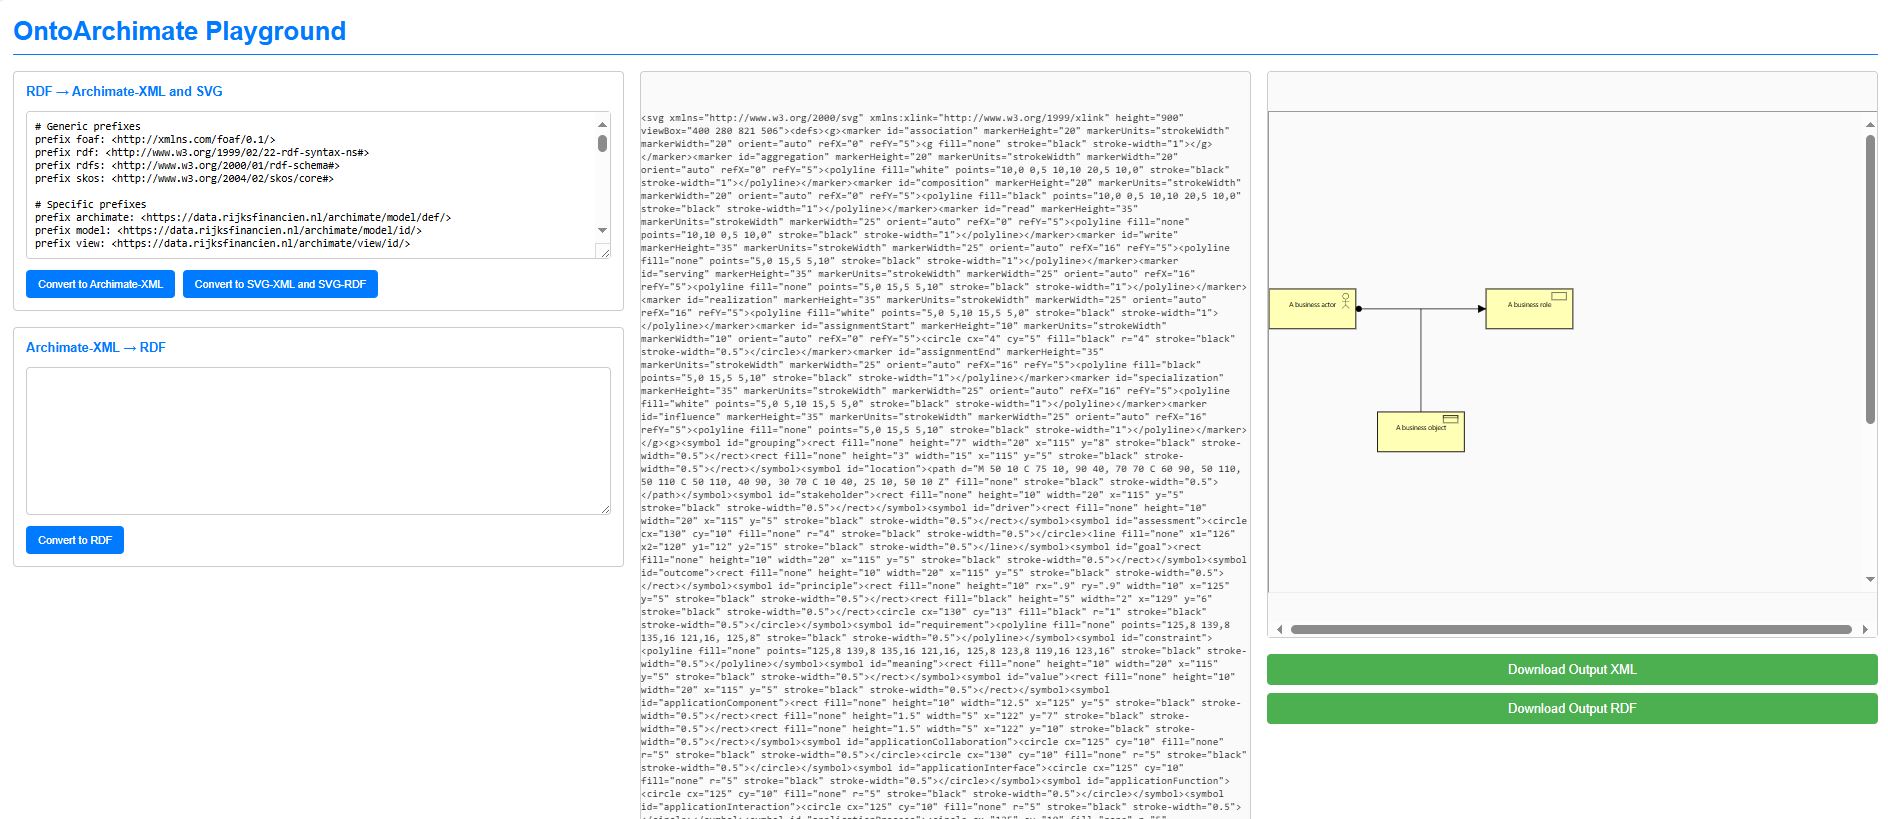 OntoArchimate Playground
RDF → Archimate-XML and SVG
# Generic prefixes
prefix foaf: <http://xmlns.com/foaf/0.1/>
prefix rdf: <http://www.w3.org/1999/02/22-rdf-syntax-ns#>
prefix rdfs: <http://www.w3.org/2000/01/rdf-schema#>
prefix skos: <http://www.w3.org/2004/02/skos/core#>
# Specific prefixes
prefix archimate: <https://data.rijksfinancien.nl/archimate/model/def/>
prefix model: <https://data.rijksfinancien.nl/archimate/model/id/>
prefix view: <https://data.rijksfinancien.nl/archimate/view/id/>
Convert to Archimate-XML
Convert to SVG-XML and SVG-RDF
Archimate-XML → RDF
Convert to RDF
<svg xmlns="http://www.w3.org/2000/svg" xmlns:xlink="http://www.w3.org/1999/xlink" height="900"
viewBox="400 280 821 506"><defs><g><marker id="association" markerHeight="20" markerUnits="strokeWidth"
markerWidth="20" orient="auto" refX="0" refY="5"><g fill="none" stroke="black" stroke-width="1"></g>
</marker><marker id="aggregation" markerHeight="20" markerUnits="strokeWidth" markerWidth="20"
orient="auto" refX="0" refY="5"><polyline fill="white" points="10,0 0,5 10,10 20,5 10,0" stroke="black"
stroke-width="1"></polyline></marker><marker id="composition" markerHeight="20" markerUnits="strokeWidth"
markerWidth="20" orient="auto" refX="0" refY="5"><polyline fill="black" points="10,0 0,5 10,10 20,5 10,0"
stroke="black" stroke-width="1"></polyline></marker><marker id="read" markerHeight="35"
markerUnits="strokeWidth" markerWidth="25" orient="auto" refX="0" refY="5"><polyline fill="none"
points="10,10 0,5 10,0" stroke="black" stroke-width="1"></polyline></marker><marker id="write"
markerHeight="35" markerUnits="strokeWidth" markerWidth="25" orient="auto" refX="16" refY="5"><polyline
fill="none" points="5,0 15,5 5,10" stroke="black" stroke-width="1"></polyline></marker><marker
id="serving" markerHeight="35" markerUnits="strokeWidth" markerWidth="25" orient="auto" refX="16"
refY="5"><polyline fill="none" points="5,0 15,5 5,10" stroke="black" stroke-width="1"></polyline></marker>
<marker id="realization" markerHeight="35" markerUnits="strokeWidth" markerWidth="25" orient="auto"
refX="16" refY="5"><polyline fill="white" points="5,0 5,10 15,5 5,0" stroke="black" stroke-width="1">
</polyline></marker><marker id="assignmentStart" markerHeight="10" markerUnits="strokeWidth"
markerWidth="10" orient="auto" refX="0" refY="5"><circle cx="4" cy="5" fill="black" r="4" stroke="black"
stroke-width="0.5"></circle></marker><marker id="assignmentEnd" markerHeight="35"
markerUnits="strokeWidth" markerWidth="25" orient="auto" refX="16" refY="5"><polyline fill="black"
points="5,0 15,5 5,10" stroke="black" stroke-width="1"></polyline></marker><marker id="specialization"
markerHeight="35" markerUnits="strokeWidth" markerWidth="25" orient="auto" refX="16" refY="5"><polyline
fill="white" points="5,0 5,10 15,5 5,0" stroke="black" stroke-width="1"></polyline></marker><marker
id="influence" markerHeight="35" markerUnits="strokeWidth" markerWidth="25" orient="auto" refX="16"
refY="5"><polyline fill="none" points="5,0 15,5 5,10" stroke="black" stroke-width="1"></polyline></marker>
</g><g><symbol id="grouping"><rect fill="none" height="7" width="20" x="115" y="8" stroke="black" stroke-
width="0.5"></rect><rect fill="none" height="3" width="15" x="115" y="5" stroke="black" stroke-
width="0.5"></rect></symbol><symbol id="location"><path d="M 50 10 C 75 10, 90 40, 70 70 C 60 90, 50 110,
50 110 C 50 110, 40 90, 30 70 C 10 40, 25 10, 50 10 Z" fill="none" stroke="black" stroke-width="0.5">
</path></symbol><symbol id="stakeholder"><rect fill="none" height="10" width="20" x="115" y="5"
stroke="black" stroke-width="0.5"></rect></symbol><symbol id="driver"><rect fill="none" height="10"
width="20" x="115" y="5" stroke="black" stroke-width="0.5"></rect></symbol><symbol id="assessment"><circle
cx="130" cy="10" fill="none" r="4" stroke="black" stroke-width="0.5"></circle><line fill="none" x1="126"
x2="120" y1="12" y2="15" stroke="black" stroke-width="0.5"></line></symbol><symbol id="goal"><rect
fill="none" height="10" width="20" x="115" y="5" stroke="black" stroke-width="0.5"></rect></symbol><symbol
id="outcome"><rect fill="none" height="10" width="20" x="115" y="5" stroke="black" stroke-width="0.5">
</rect></symbol><symbol id="principle"><rect fill="none" height="10" rx=".9" ry=".9" width="10" x="125"
y="5" stroke="black" stroke-width="0.5"></rect><rect fill="black" height="5" width="2" x="129" y="6"
stroke="black" stroke-width="0.5"></rect><circle cx="130" cy="13" fill="black" r="1" stroke="black"
stroke-width="0.5"></circle></symbol><symbol id="requirement"><polyline fill="none" points="125,8 139,8
135,16 121,16, 125,8" stroke="black" stroke-width="0.5"></polyline></symbol><symbol id="constraint">
<polyline fill="none" points="125,8 139,8 135,16 121,16, 125,8 123,8 119,16 123,16" stroke="black" stroke-
width="0.5"></polyline></symbol><symbol id="meaning"><rect fill="none" height="10" width="20" x="115"
y="5" stroke="black" stroke-width="0.5"></rect></symbol><symbol id="value"><rect fill="none" height="10"
width="20" x="115" y="5" stroke="black" stroke-width="0.5"></rect></symbol><symbol
id="applicationComponent"><rect fill="none" height="10" width="12.5" x="125" y="5" stroke="black" stroke-
width="0.5"></rect><rect fill="none" height="1.5" width="5" x="122" y="7" stroke="black" stroke-
width="0.5"></rect><rect fill="none" height="1.5" width="5" x="122" y="10" stroke="black" stroke-
width="0.5"></rect></symbol><symbol id="applicationCollaboration"><circle cx="125" cy="10" fill="none"
r="5" stroke="black" stroke-width="0.5"></circle><circle cx="130" cy="10" fill="none" r="5" stroke="black"
stroke-width="0.5"></circle></symbol><symbol id="applicationInterface"><circle cx="125" cy="10"
fill="none" r="5" stroke="black" stroke-width="0.5"></circle></symbol><symbol id="applicationFunction">
<circle cx="125" cy="10" fill="none" r="5" stroke="black" stroke-width="0.5"></circle></symbol><symbol
id="applicationInteraction"><circle cx="125" cy="10" fill="none" r="5" stroke="black" stroke-width="0.5">
A business actor
A business role
A business object
Download Output XML
Download Output RDF